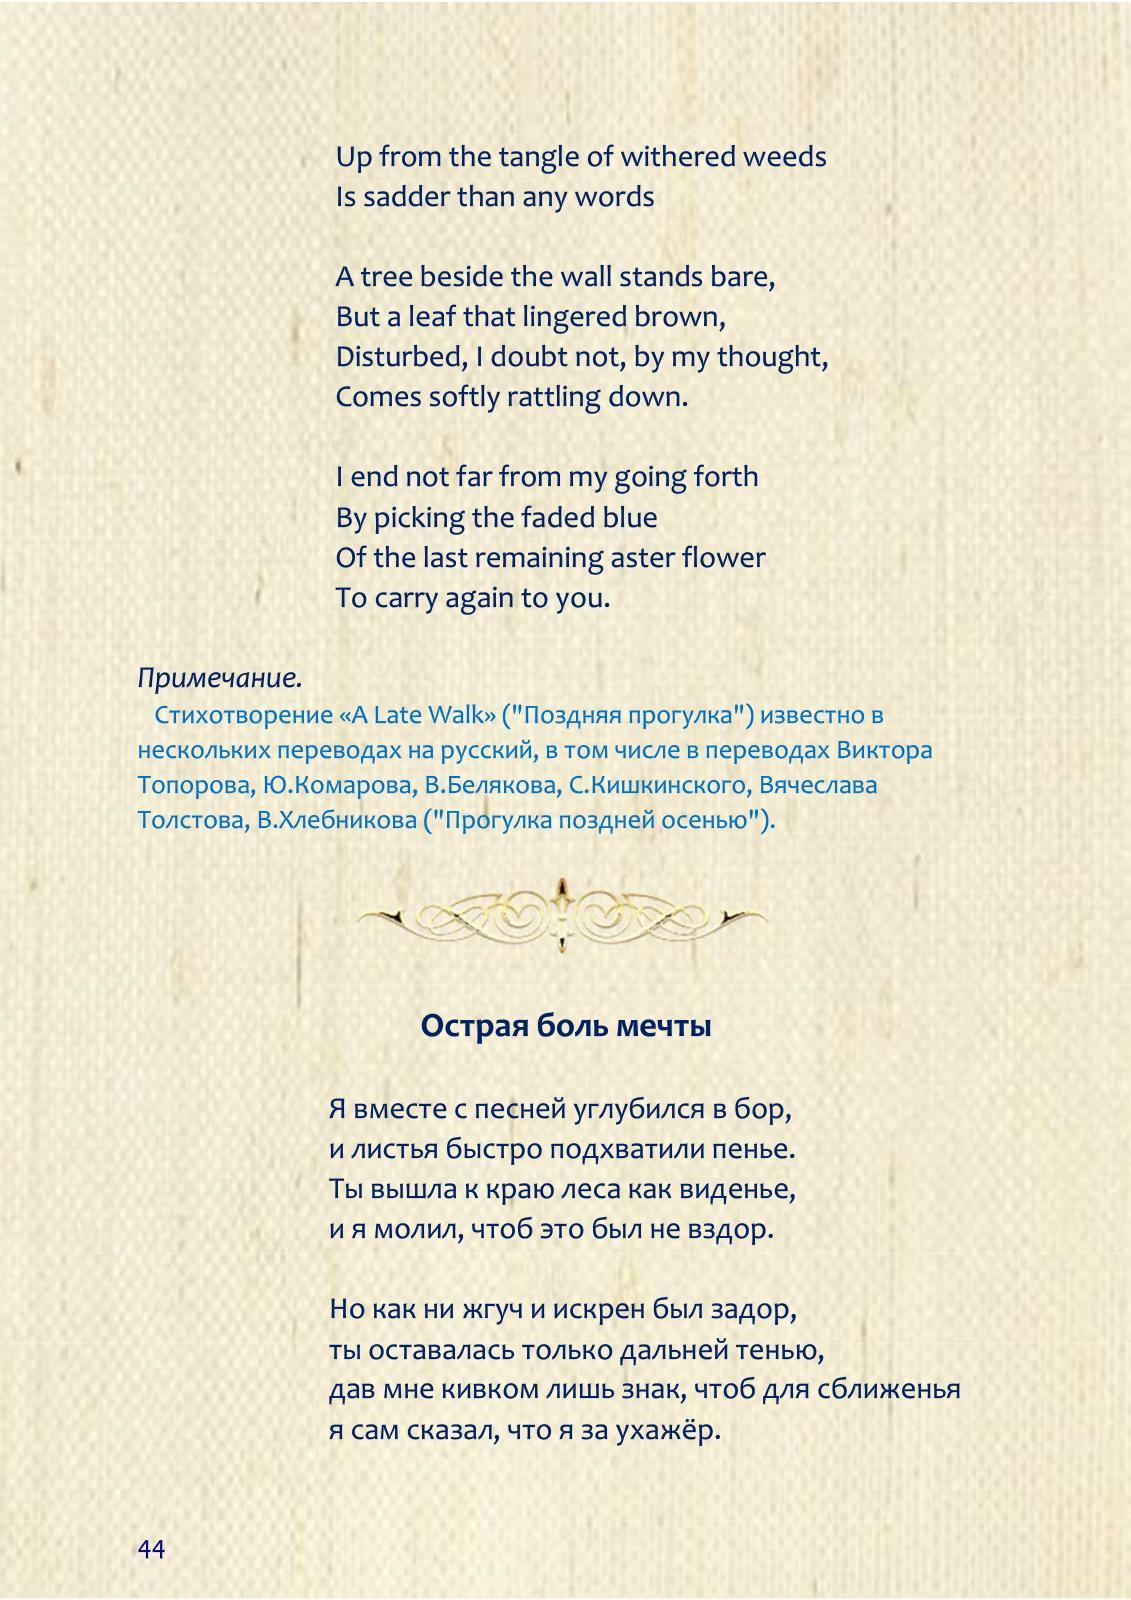 Up from the tangle of withered weeds
Is sadder than any words
A tree beside the wall stands bare,
But a leaf that lingered brown,
Disturbed, I doubt not, by my thought,
Comes softly rattling down.
I end not far from my going forth
By picking the faded blue
Of the last remaining aster flower
To carry again to you.
Примечание.
Стихотворение «A Late Walk» ("Поздняя прогулка") известно в
нескольких переводах на русский, в том числе в переводах Виктора
Топорова, Ю.Комарова, В.Белякова, С.Кишкинского, Вячеслава
Толстова, В.Хлебникова ("Прогулка поздней осенью").
Острая боль мечты
Я вместе с песней углубился в бор,
и листья быстро подхватили пенье.
Ты вышла к краю леса как виденье,
и я молил, чтоб это был не вздор.
Но как ни жгуч и искрен был задор,
ты оставалась только дальней тенью,
дав мне кивком лишь знак, чтоб для сближенья
я сам сказал, что я за ухажёр.
44